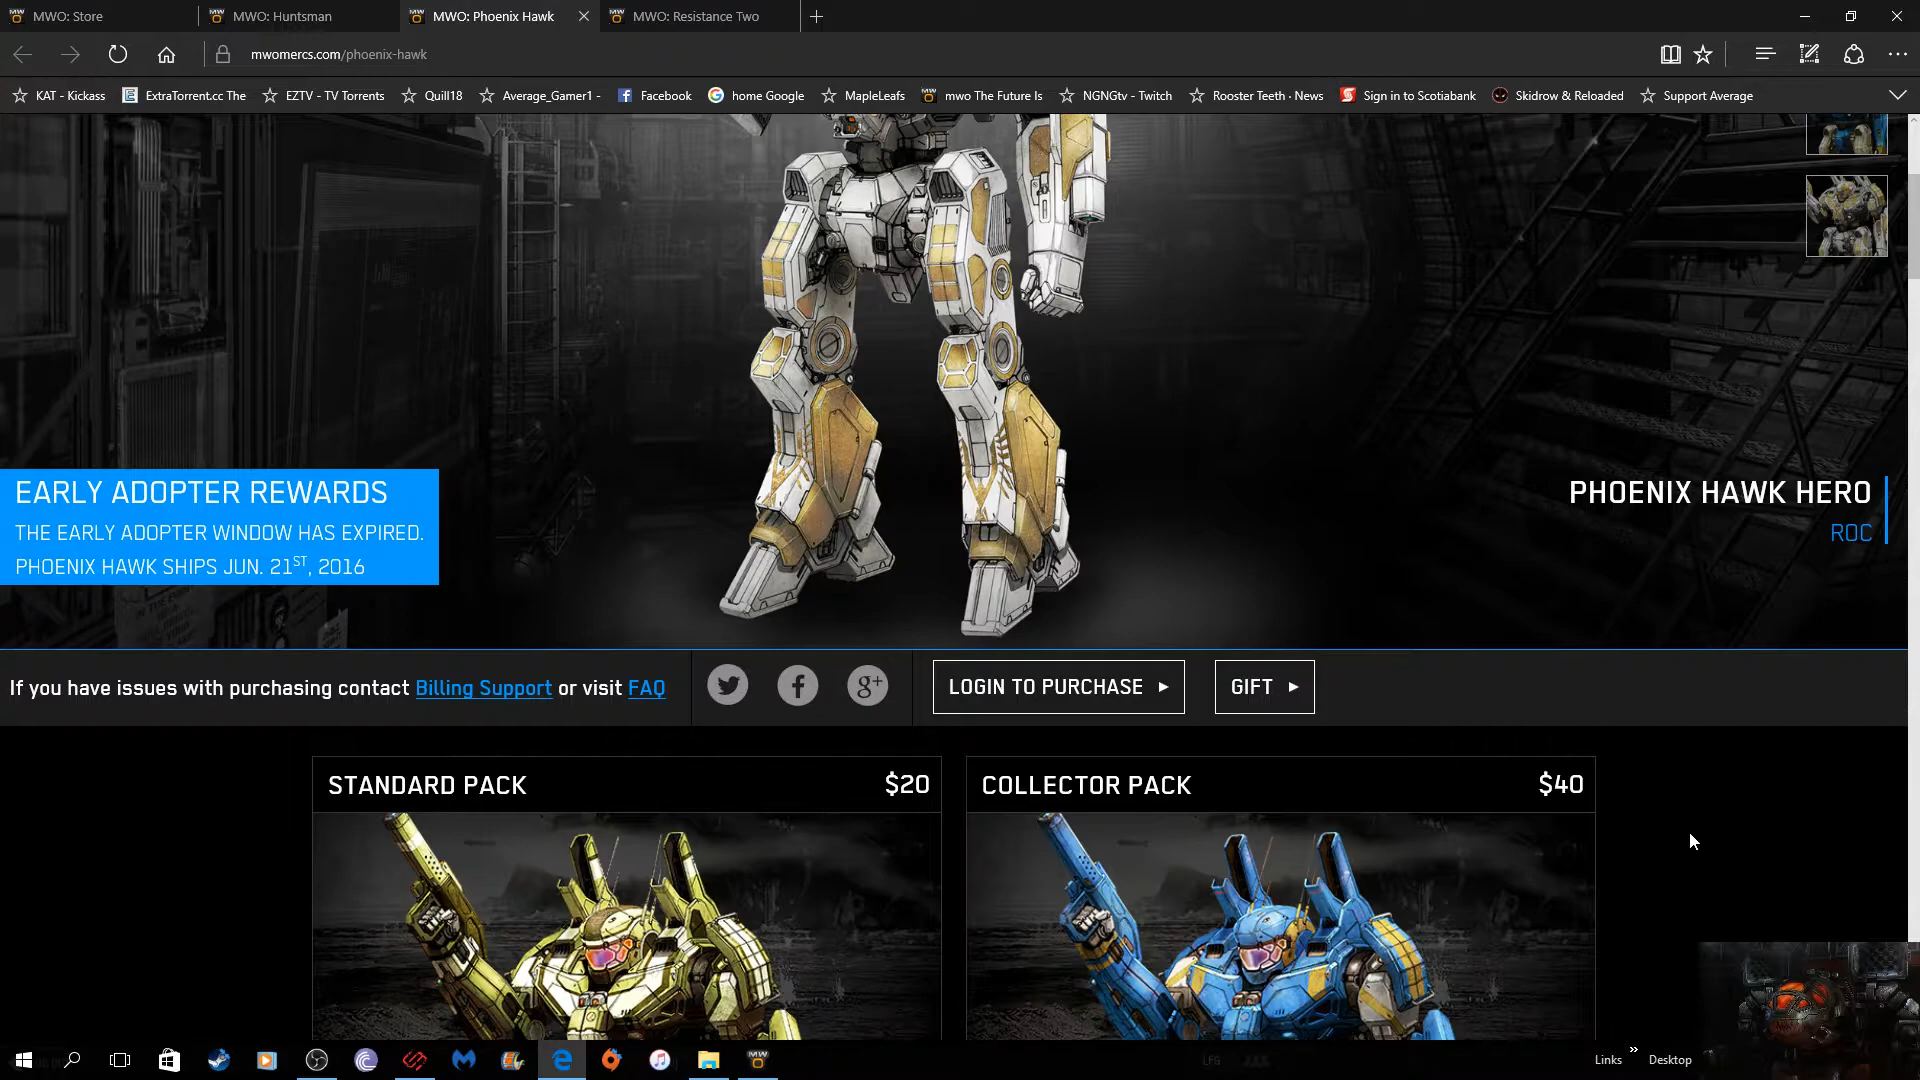 MWO: Store
MWO: Huntsman
MWO: Phoenix Hawk
MWO: Resistance Two
mwomercs.com/phoenix-hawk
KAT - Kickass
ExtraTorrent.cc The
EZTV - TV Torrents
Quill18
Average_Gamer1 -
Facebook
home Google
MapleLeafs
mwo The Future Is
NGNGtv - Twitch
Rooster Teeth · News
Sign in to Scotiabank
Skidrow & Reloaded
Support Average
EARLY ADOPTER REWARDS
THE EARLY ADOPTER WINDOW HAS EXPIRED.
PHOENIX HAWK SHIPS JUN. 21ST, 2016
PHOENIX HAWK HERO
ROC
If you have issues with purchasing contact Billing Support or visit FAQ
LOGIN TO PURCHASE
GIFT
STANDARD PACK $20
COLLECTOR PACK $40
LFG
Links
Desktop